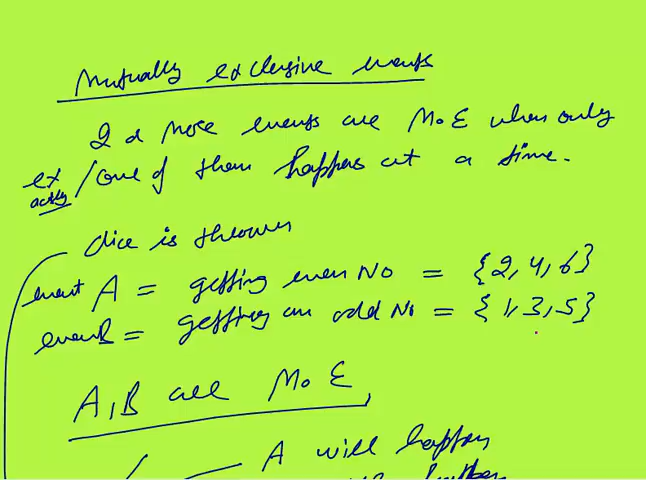 Mutually exclusive events
2 or more events are M.E when only
exactly / one of them happens at a time.
dice is thrown
event A = getting even No = {2, 4, 6}
event B = getting an odd No = {1, 3, 5}
A, B are M.E,
A will happen